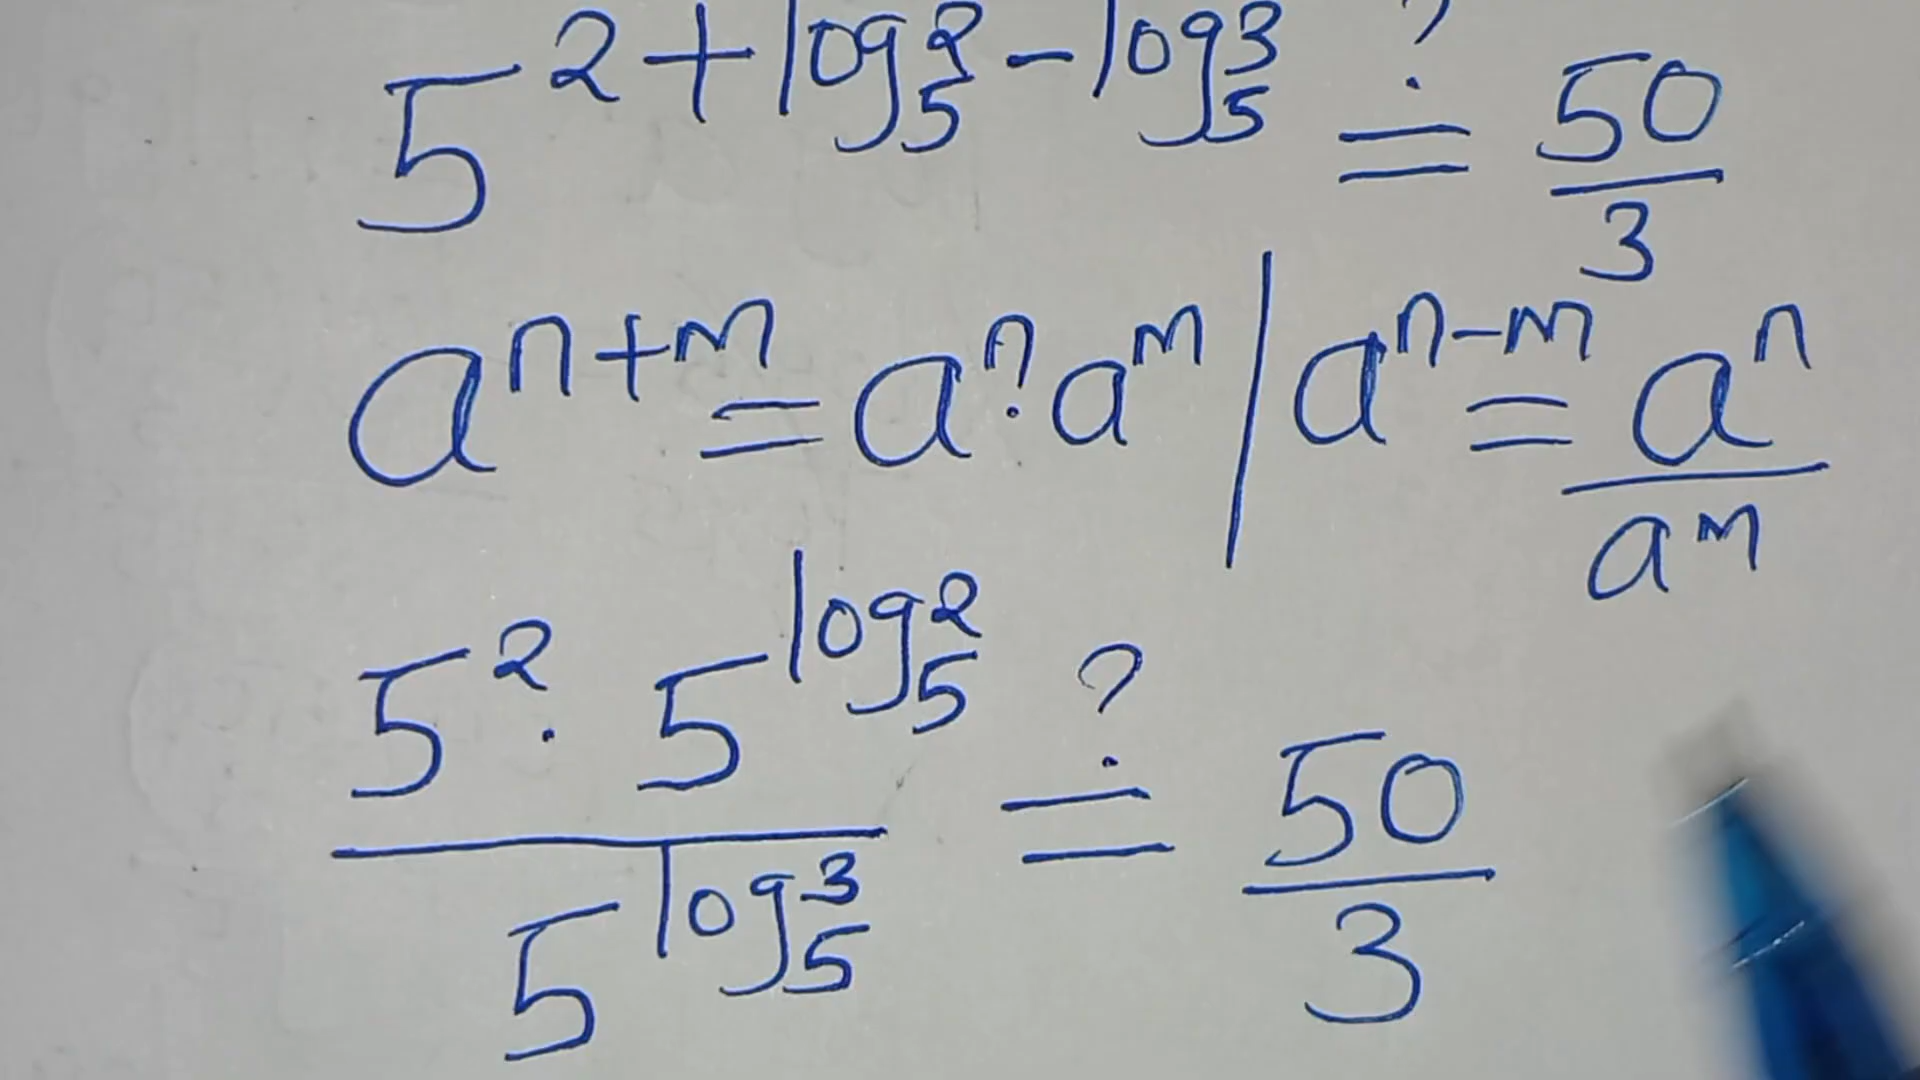 5^{2+log_5^2-log_5^3} ≟ 50/3
a^{n+m} = a^n · a^m | a^{n-m} = a^n/a^m
(5^2 · 5^{log_5^2})/5^{log_5^3} ≟ 50/3